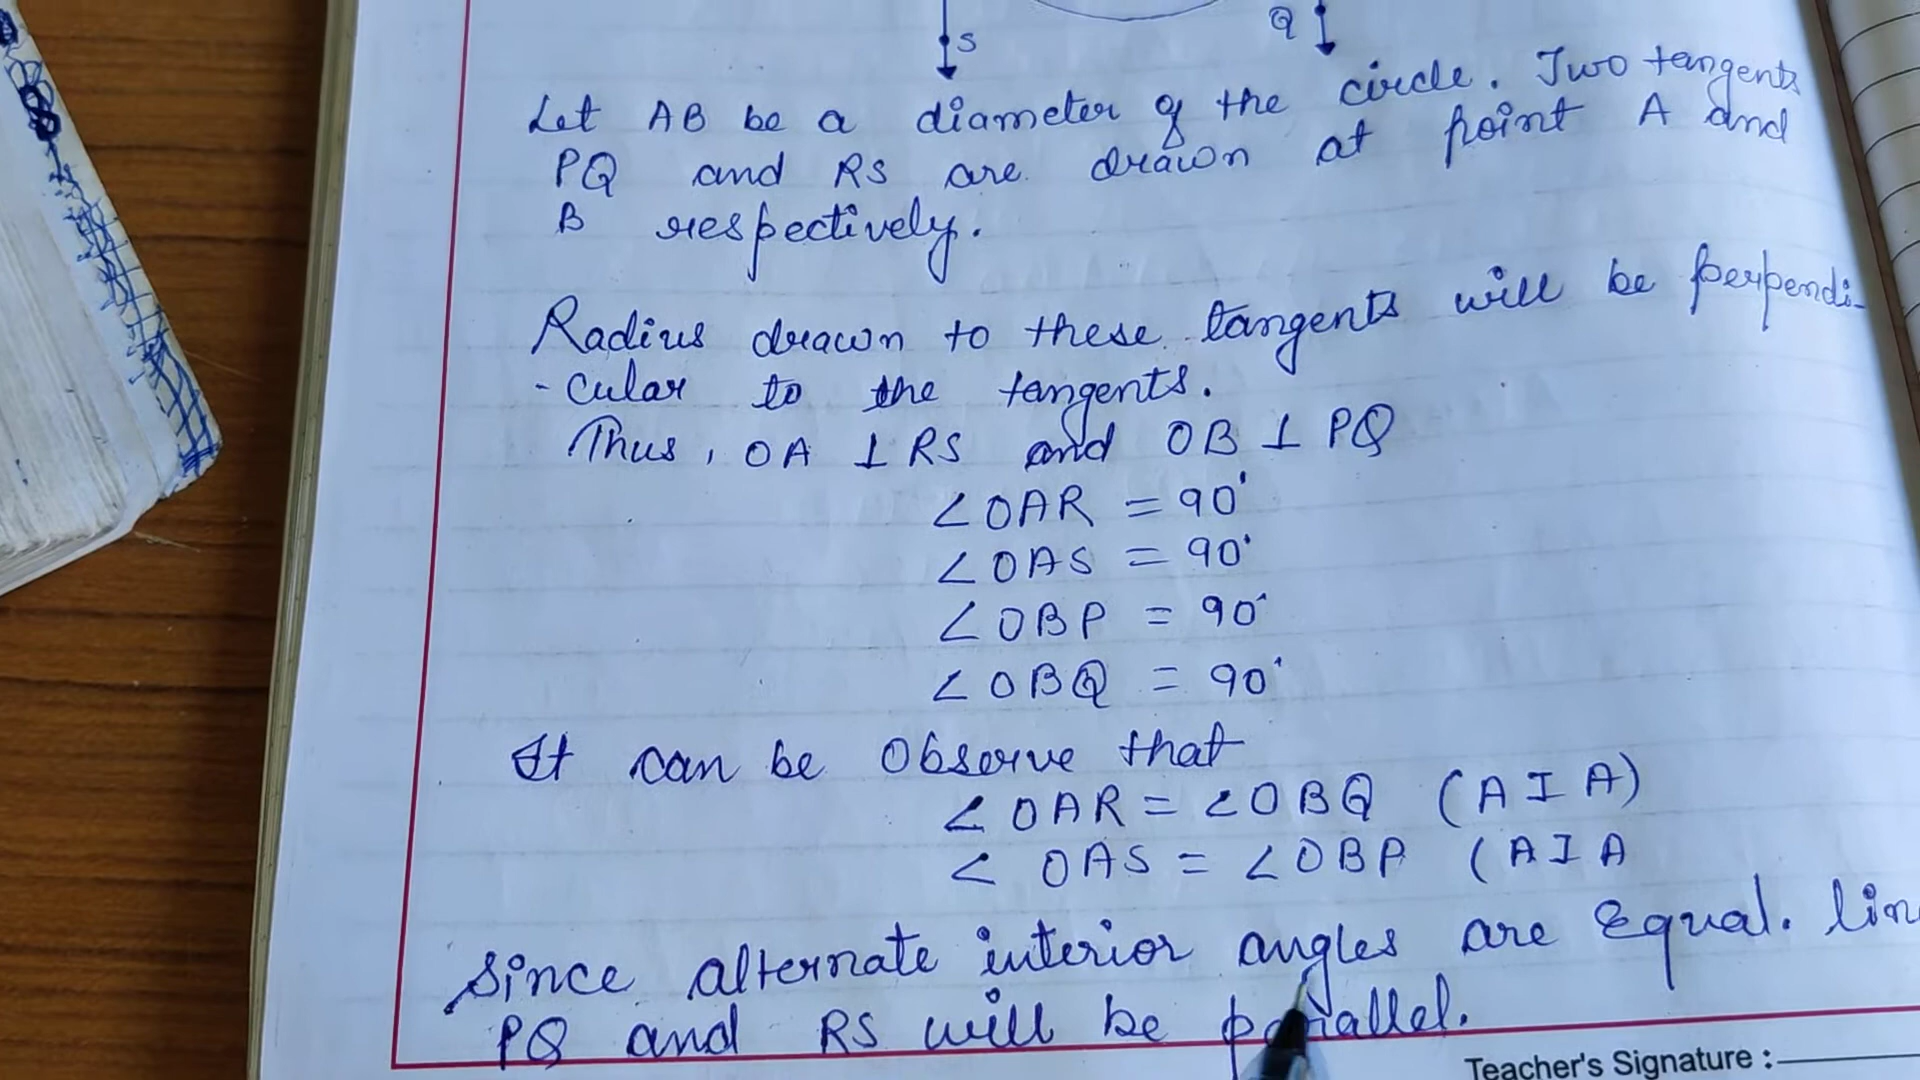 S
Q
Let AB be a diameter of the circle. Two tangents
PQ and RS are drawn at point A and
B respectively.
Radius drawn to these tangents will be perpendi-
-cular to the tangents.
Thus, OA ⊥ RS and OB ⊥ PQ
∠OAR = 90°
∠OAS = 90°
∠OBP = 90°
∠OBQ = 90°
It can be Observe that
∠OAR = ∠OBQ (AIA)
∠OAS = ∠OBP (AIA
Since alternate interior angles are equal. lin
PQ and RS will be parallel.
Teacher's Signature :